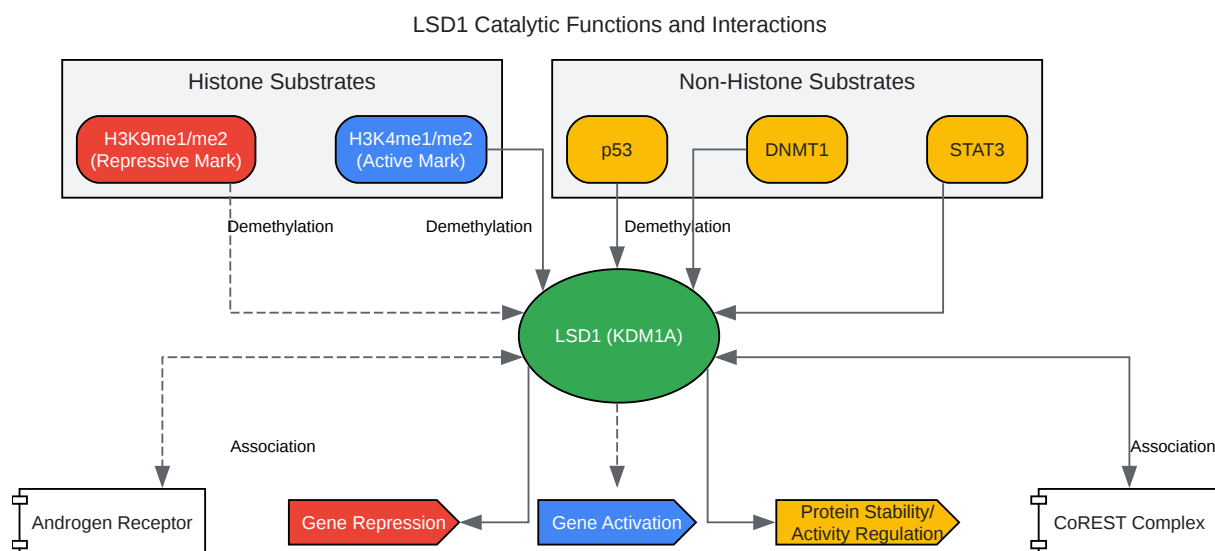 LSD1 Catalytic Functions and Interactions
Histone Substrates
Non-Histone Substrates
H3K9me1/me2
(Repressive Mark)
H3K4me1/me2
(Active Mark)
p53
DNMT1
STAT3
Demethylation
Demethylation
Demethylation
LSD1 (KDM1A)
Association
Association
Androgen Receptor
Gene Repression
Gene Activation
Protein Stability/
Activity Regulation
CoREST Complex